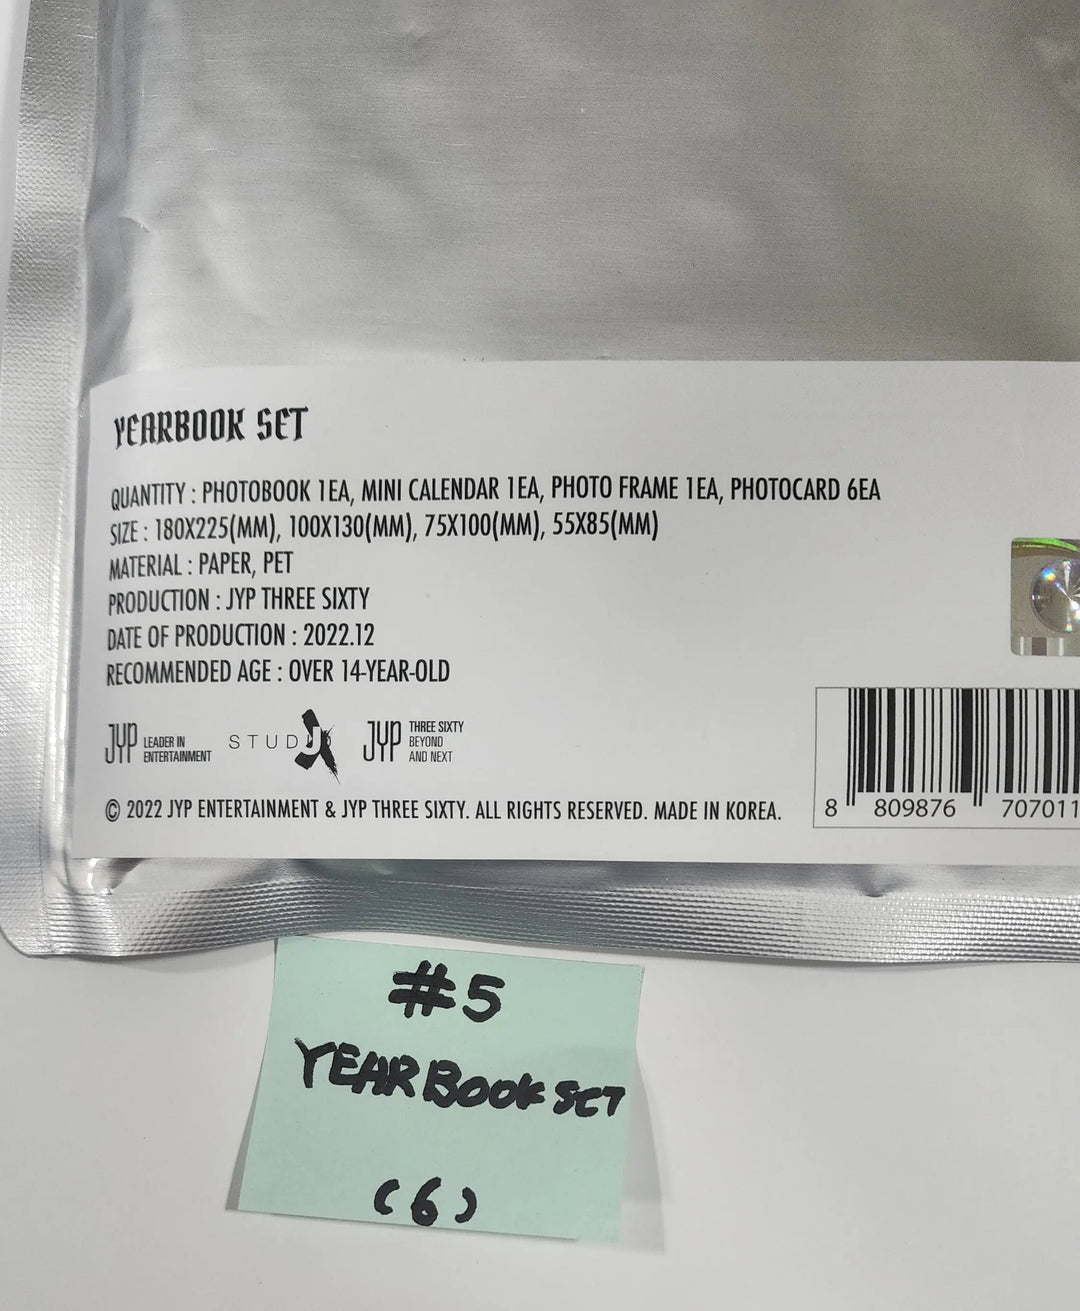 YEARBOOK SET
QUANTITY : PHOTOBOOK 1EA, MINI CALENDAR 1EA, PHOTO FRAME 1EA, PHOTOCARD 6EA
SIZE : 180X225(MM), 100X130(MM), 75X100(MM), 55X85(MM)
MATERIAL : PAPER, PET
PRODUCTION : JYP THREE SIXTY
DATE OF PRODUCTION : 2022.12
RECOMMENDED AGE : OVER 14-YEAR-OLD
JYP LEADER IN ENTERTAINMENT
STUD J
JYP THREE SIXTY BEYOND AND NEXT
© 2022 JYP ENTERTAINMENT & JYP THREE SIXTY. ALL RIGHTS RESERVED. MADE IN KOREA.
8 809876 707011
#5
YEARBOOK SET
(6)